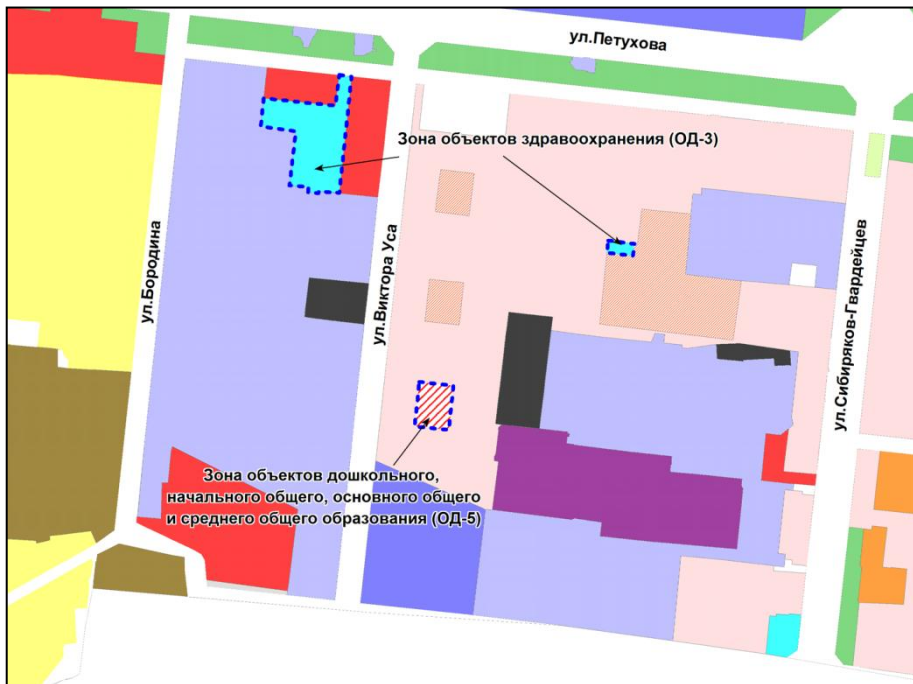 ул.Петухова
Зона объектов здравоохранения (ОД-3)
ул.Бородина
ул.Виктора Уса
ул.Сибиряков-Гвардейцев
Зона объектов дошкольного,
начального общего, основного общего
и среднего общего образования (ОД-5)